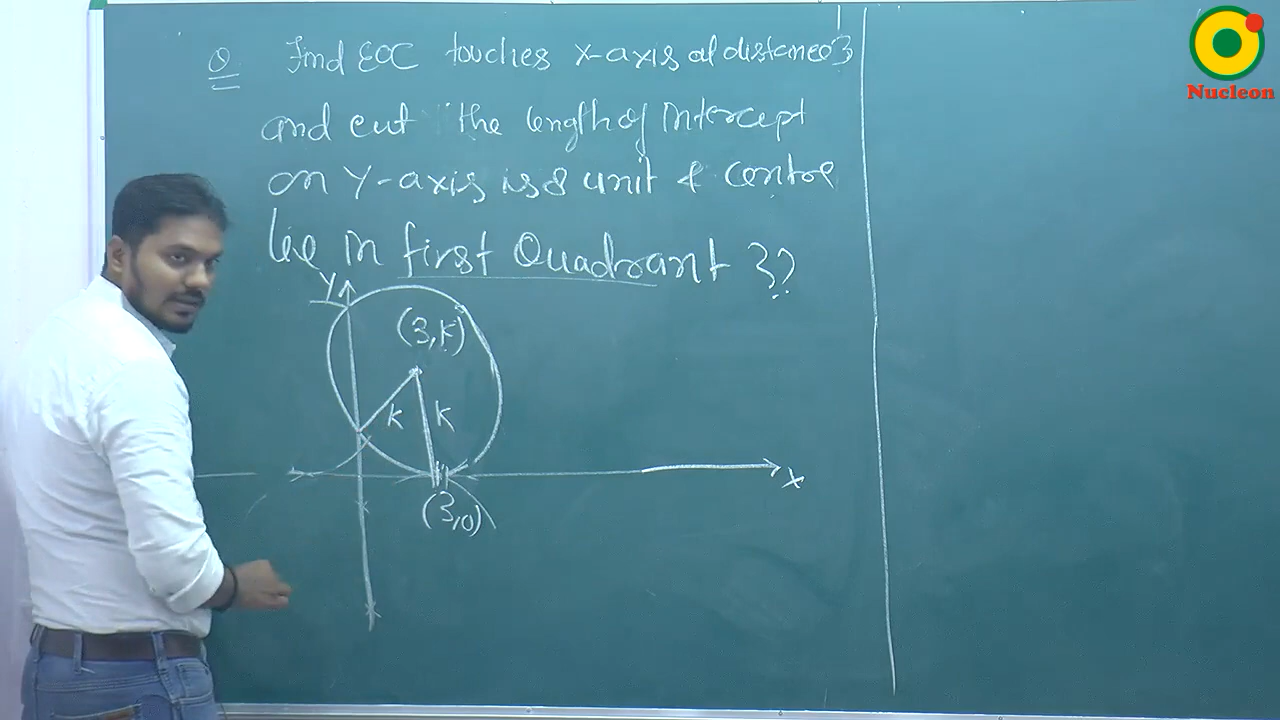 Q Find EOC touches x-axis at distance 3
and cut the length of Intercept
on Y-axis is 8 unit & centre
lie in first Quadrant ??
Y
(3,K)
K K
x
(3,0)
Nucleon